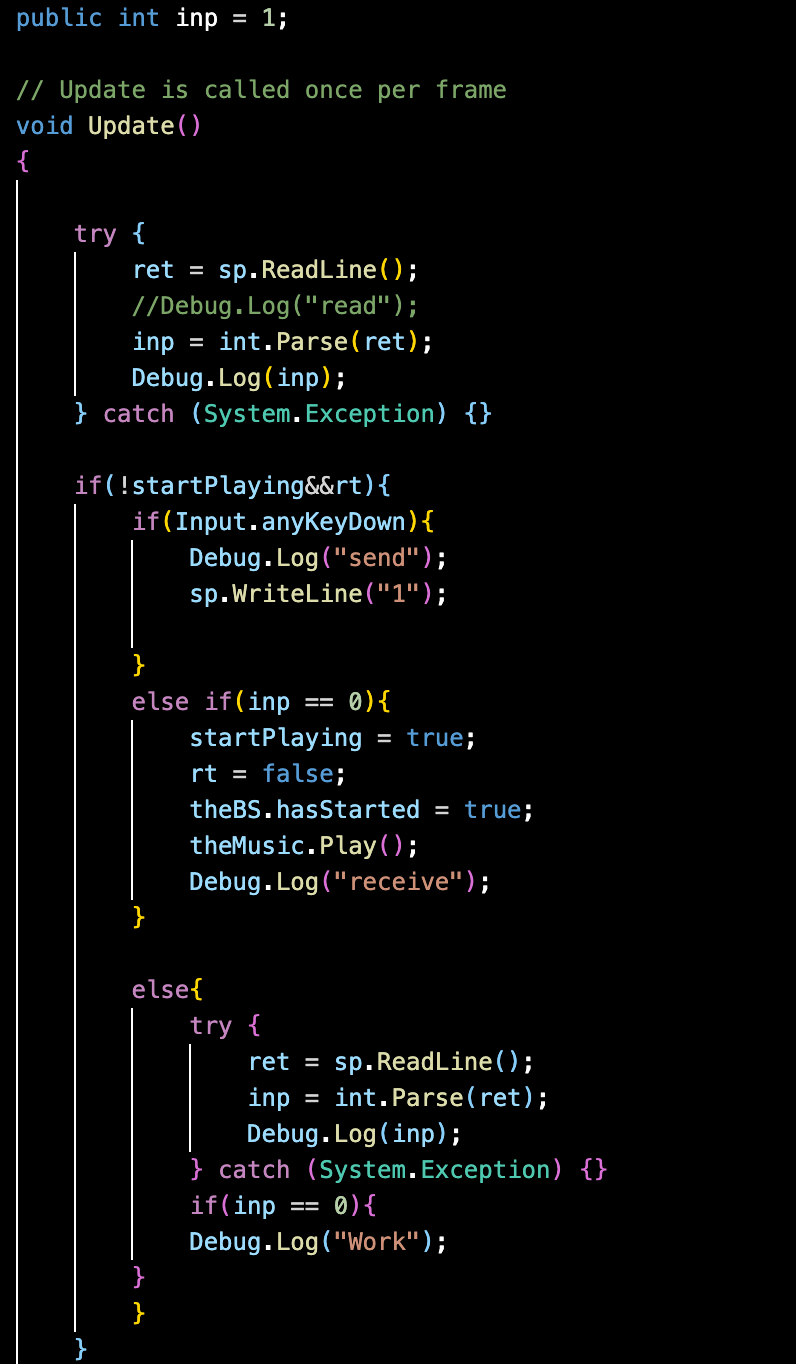 public int inp = 1;
// Update is called once per frame
void Update()
{
try {
ret = sp.ReadLine();
//Debug.Log("read");
inp = int.Parse(ret);
Debug.Log(inp);
} catch (System.Exception) {}
if(!startPlaying&&rt){
if(Input.anyKeyDown){
Debug.Log("send");
sp.WriteLine("1");
}
else if(inp == 0){
startPlaying = true;
rt = false;
theBS.hasStarted = true;
theMusic.Play();
Debug.Log("receive");
}
else{
try {
ret = sp.ReadLine();
inp = int.Parse(ret);
Debug.Log(inp);
} catch (System.Exception) {}
if(inp == 0){
Debug.Log("Work");
}
}
}